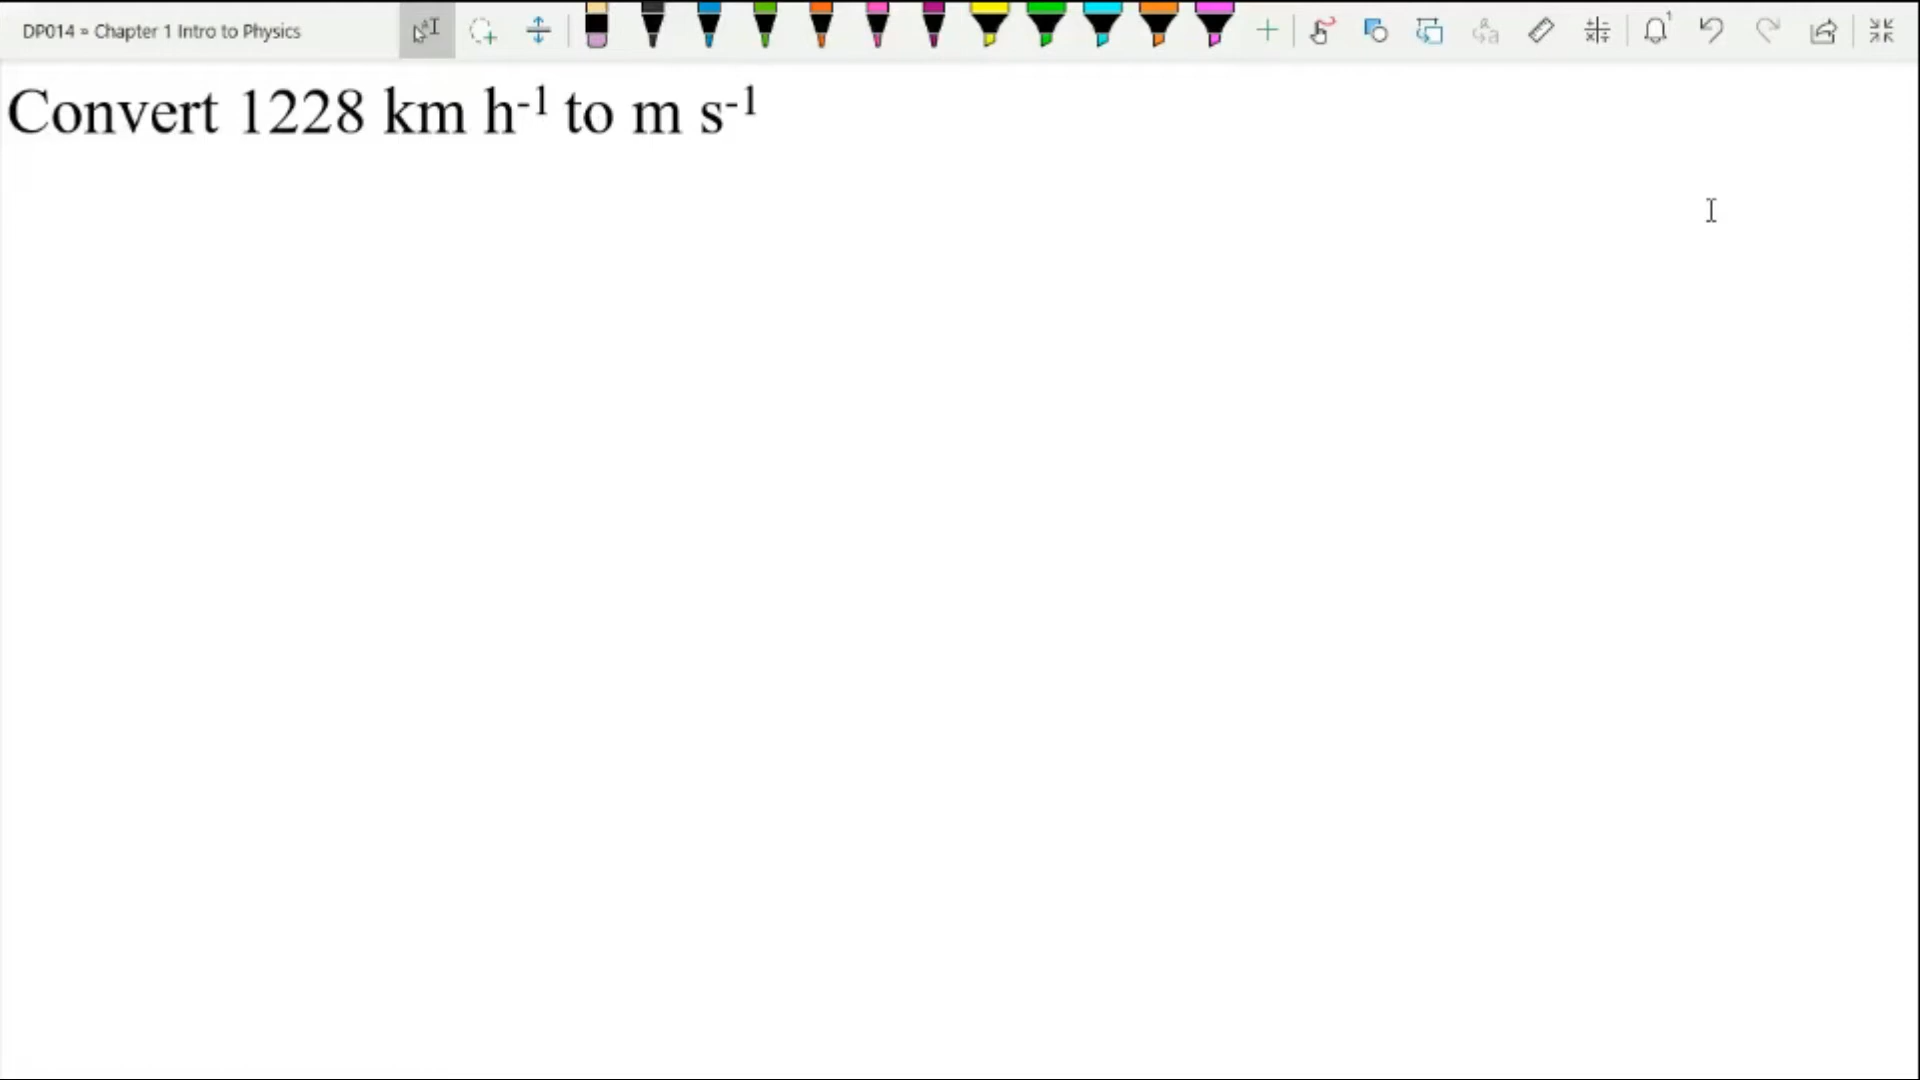 DP014 » Chapter 1 Intro to Physics
Convert 1228 km h-1 to m s-1